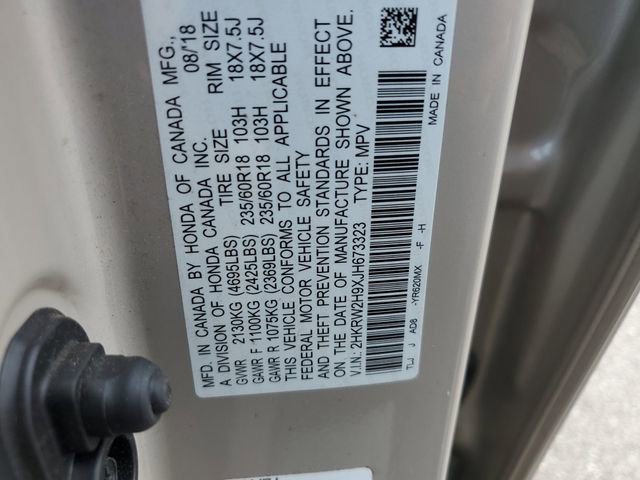 MFD. IN CANADA BY HONDA OF CANADA MFG.,
A DIVISION OF HONDA CANADA INC. 08/18
TIRE SIZE RIM SIZE
GVWR 2130KG (4695LBS)
GAWR F 1100KG (2425LBS) 235/60R18 103H 18X7.5J
GAWR R 1075KG (2369LBS) 235/60R18 103H 18X7.5J
THIS VEHICLE CONFORMS TO ALL APPLICABLE
FEDERAL MOTOR VEHICLE SAFETY
AND THEFT PREVENTION STANDARDS IN EFFECT
ON THE DATE OF MANUFACTURE SHOWN ABOVE.
V.I.N.: 2HKRW2H9XJH673323 TYPE: MPV
MADE IN CANADA
TLJ J AD8 -YR620MX -F -H